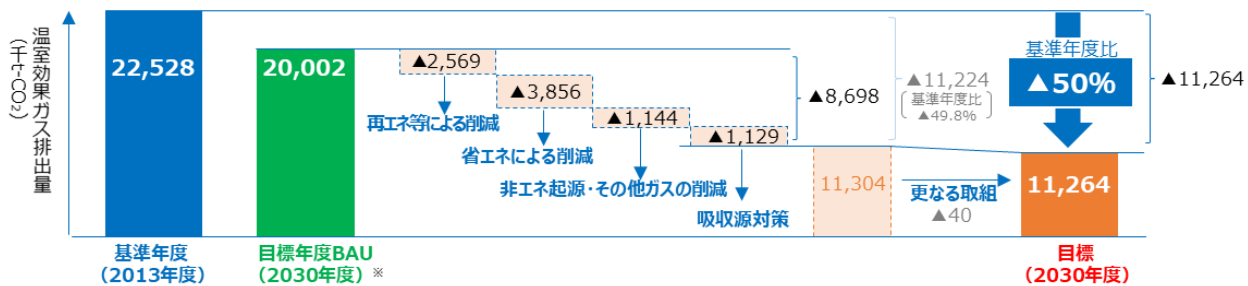 温室効果ガス排出量
(千t-CO₂)
22,528
基準年度
(2013年度)
20,002
目標年度BAU
(2030年度) ※
▲2,569
再エネ等による削減
▲3,856
省エネによる削減
▲1,144
非エネ起源・その他ガスの削減
▲1,129
吸収源対策
▲8,698
▲11,224
基準年度比
▲49.8%
11,304
更なる取組
▲40
基準年度比
▲50%
▲11,264
11,264
目標
(2030年度)